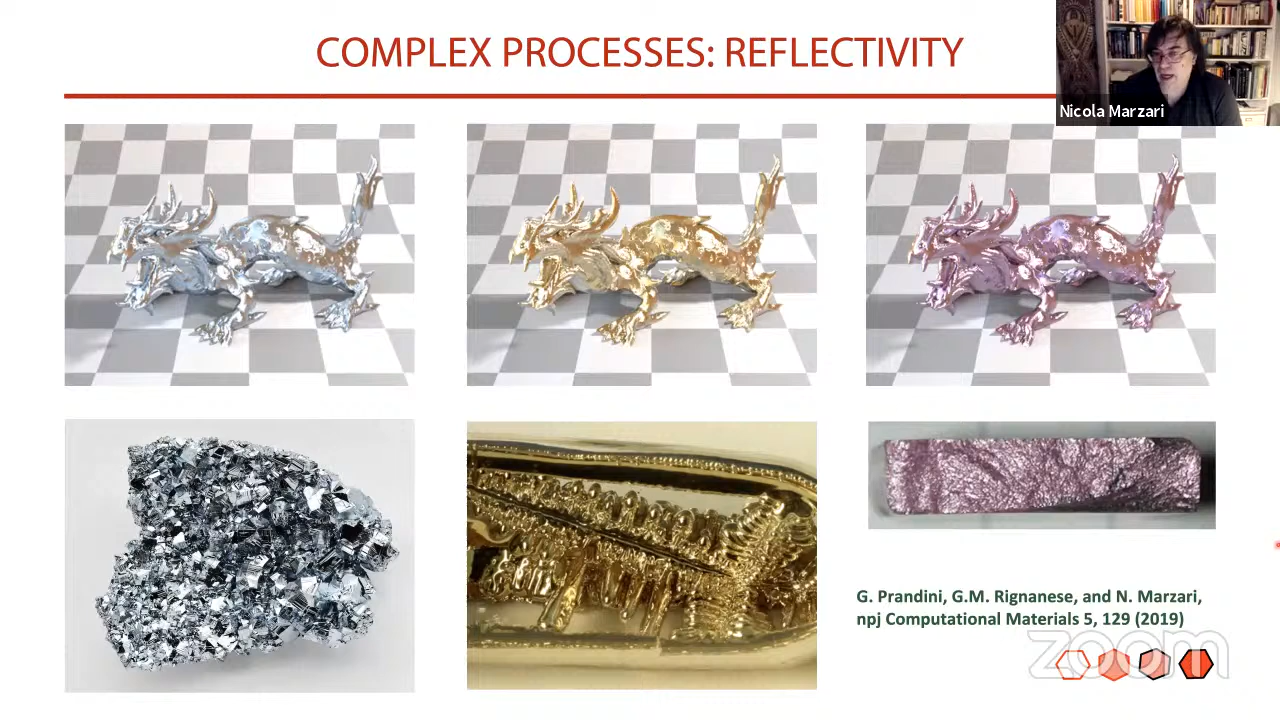 COMPLEX PROCESSES: REFLECTIVITY
Nicola Marzari
G. Prandini, G.M. Rignanese, and N. Marzari,
npj Computational Materials 5, 129 (2019)
zoom